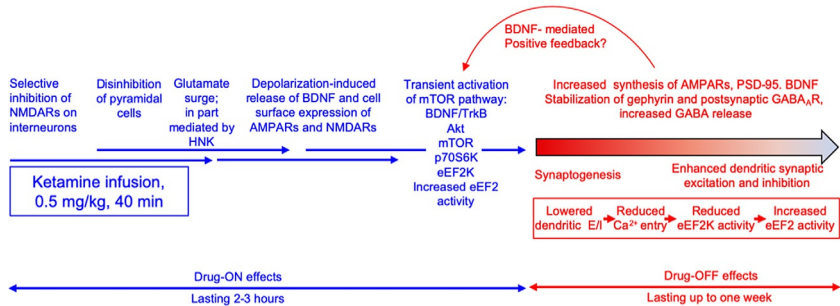 BDNF- mediated
Positive feedback?
Selective
inhibition of
NMDARs on
interneurons
Disinhibition
of pyramidal
cells
Glutamate
surge;
in part
mediated by
HNK
Depolarization-induced
release of BDNF and cell
surface expression of
AMPARs and NMDARs
Transient activation
of mTOR pathway:
BDNF/TrkB
Akt
mTOR
p70S6K
eEF2K
Increased eEF2
activity
Increased synthesis of AMPARs, PSD-95. BDNF
Stabilization of gephyrin and postsynaptic GABA_AR,
increased GABA release
Synaptogenesis
Enhanced dendritic synaptic
excitation and inhibition
Ketamine infusion,
0.5 mg/kg, 40 min
Lowered
dendritic E/I
Reduced
Ca²⁺ entry
Reduced
eEF2K activity
Increased
eEF2 activity
Drug-ON effects
Lasting 2-3 hours
Drug-OFF effects
Lasting up to one week